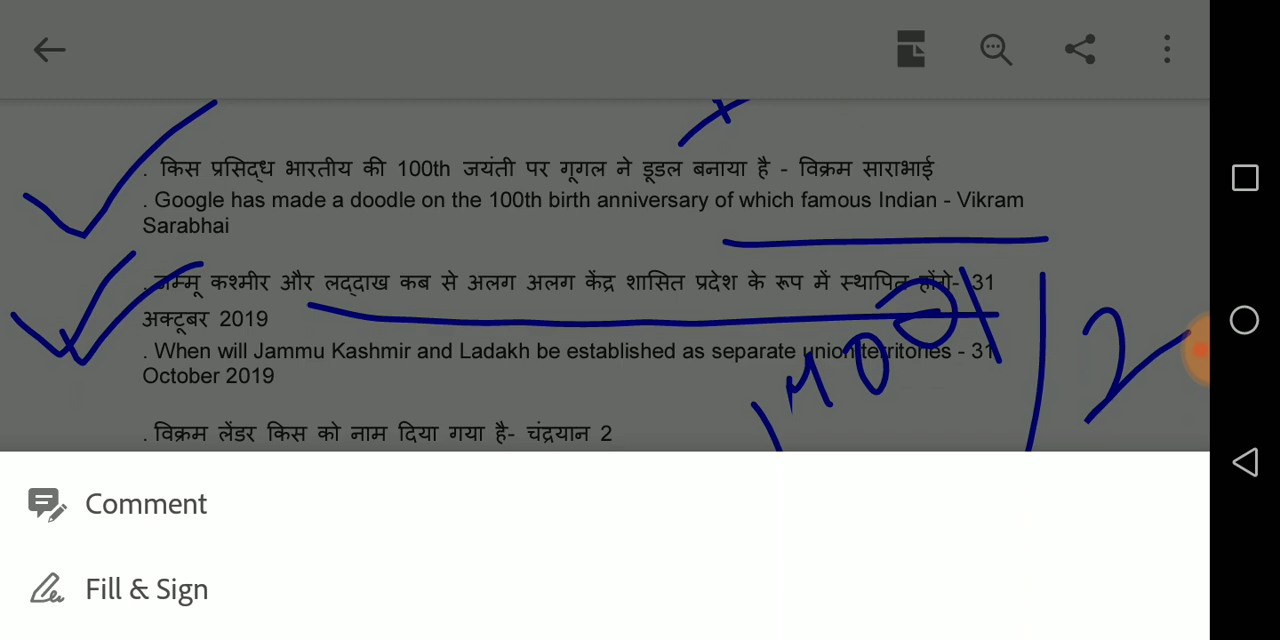 . किस प्रसिद्ध भारतीय की 100th जयंती पर गूगल ने डूडल बनाया है - विक्रम साराभाई
. Google has made a doodle on the 100th birth anniversary of which famous Indian - Vikram
Sarabhai
. जम्मू कश्मीर और लद्दाख कब से अलग अलग केंद्र शासित प्रदेश के रूप में स्थापित होंगे- 31
अक्टूबर 2019
. When will Jammu Kashmir and Ladakh be established as separate union territories - 31
October 2019
. विक्रम लेंडर किस को नाम दिया गया है- चंद्रयान 2
Comment
Fill & Sign